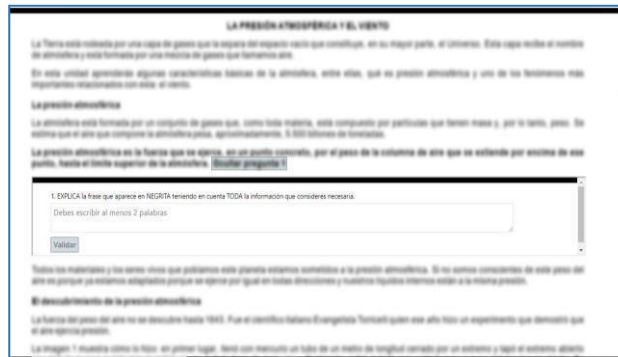 LA PRESIÓN ATMOSFÉRICA Y EL VIENTO
La Tierra está rodeada por una capa de gases que la separa del espacio vacío que constituye, en su mayor parte, el Universo. Esta capa recibe el nombre
de atmósfera y está formada por una mezcla de gases que llamamos aire.
En esta unidad aprenderás algunas características básicas de la atmósfera, entre ellas, qué es presión atmosférica y uno de los fenómenos más
importantes relacionados con esta: el viento.
La presión atmosférica
La atmósfera está formada por un conjunto de gases que, como toda materia, está compuesto por partículas que tienen masa y, por lo tanto, peso. Se
estima que el aire que compone la atmósfera pesa, aproximadamente, 5.500 billones de toneladas.
La presión atmosférica es la fuerza que se ejerce, en un punto concreto, por el peso de la columna de aire que se extiende por encima de ese
punto, hasta el límite superior de la atmósfera. Ocultar pregunta 1
1. EXPLICA la frase que aparece en NEGRITA teniendo en cuenta TODA la información que consideres necesaria.
Debes escribir al menos 2 palabras
Validar
Todos los materiales y los seres vivos que poblamos este planeta estamos sometidos a la presión atmosférica. Si no somos conscientes de este peso del
aire es porque ya estamos adaptados porque se ejerce por igual en todas direcciones y nuestros líquidos internos están a la misma presión.
El descubrimiento de la presión atmosférica
La fuerza del peso del aire no se descubre hasta 1643. Fue el científico italiano Evangelista Torricelli quien ese año hizo un experimento que demostró que
el aire ejercía presión.
La imagen 1 muestra cómo lo hizo: en primer lugar, llenó con mercurio un tubo de un metro de longitud cerrado por un extremo y tapó el extremo abierto